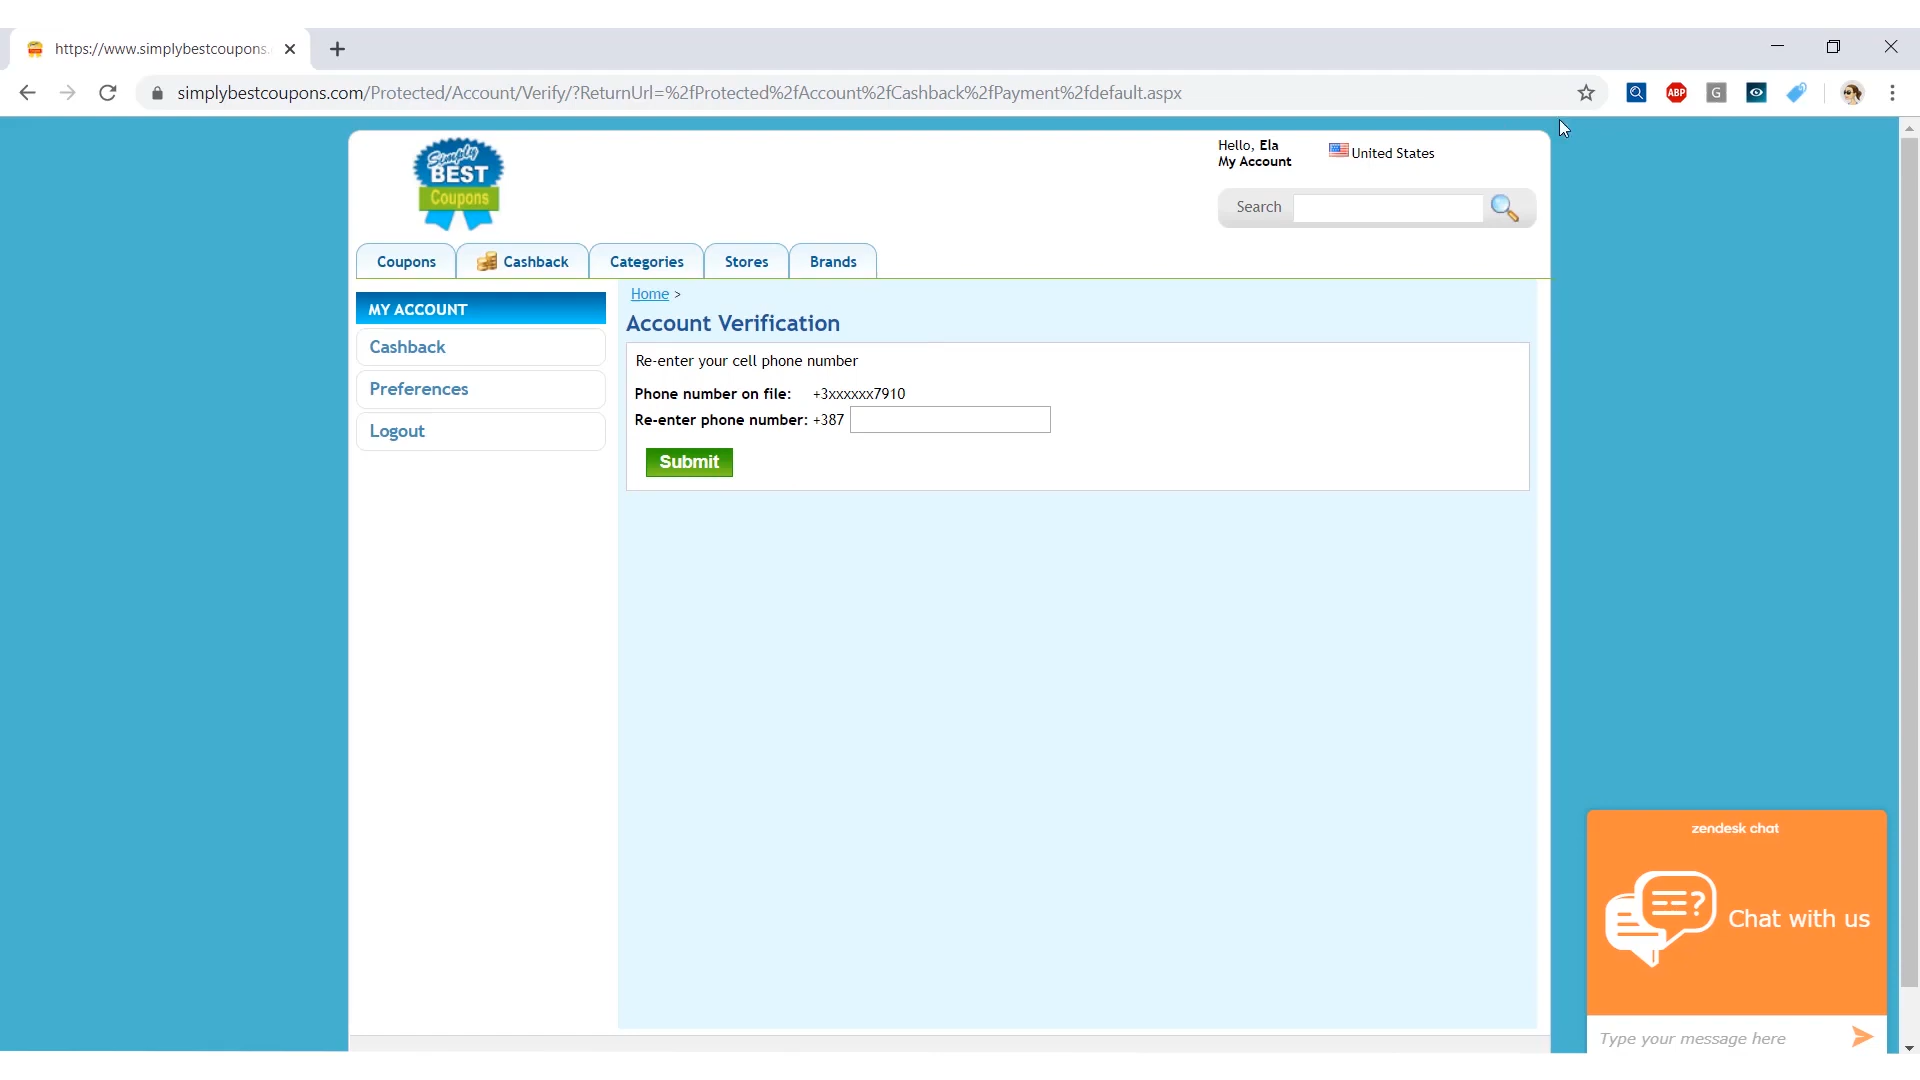 https://www.simplybestcoupons.
simplybestcoupons.com/Protected/Account/Verify/?ReturnUrl=%2fProtected%2fAccount%2fCashback%2fPayment%2fdefault.aspx
ABP
G
Simply
BEST
Coupons
Hello, Ela
My Account
United States
Search
Coupons
Cashback
Categories
Stores
Brands
MY ACCOUNT
Cashback
Preferences
Logout
Home >
Account Verification
Re-enter your cell phone number
Phone number on file: +3xxxxxx7910
Re-enter phone number: +387
Submit
zendesk chat
Chat with us
Type your message here